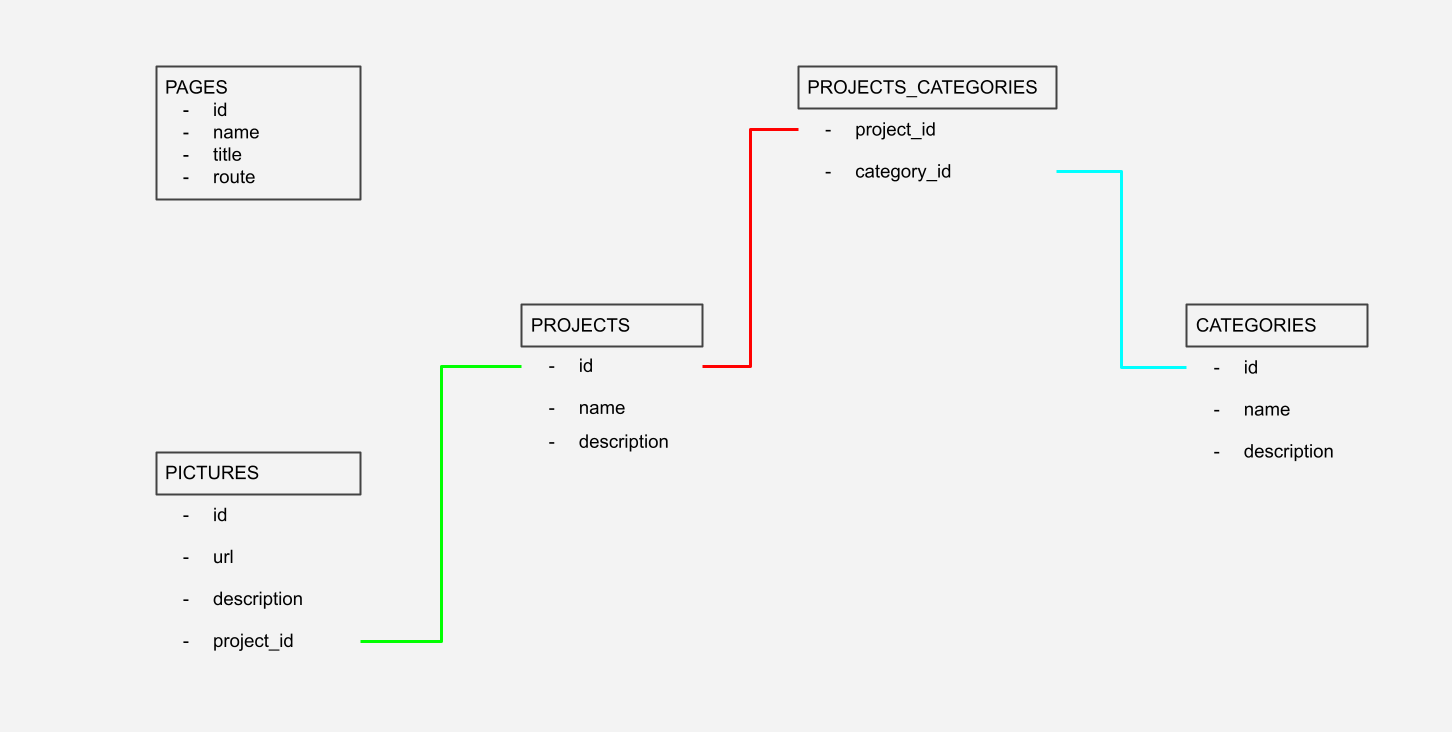 PAGES
- id
- name
- title
- route
PROJECTS_CATEGORIES
- project_id
- category_id
PROJECTS
- id
- name
- description
CATEGORIES
- id
- name
- description
PICTURES
- id
- url
- description
- project_id